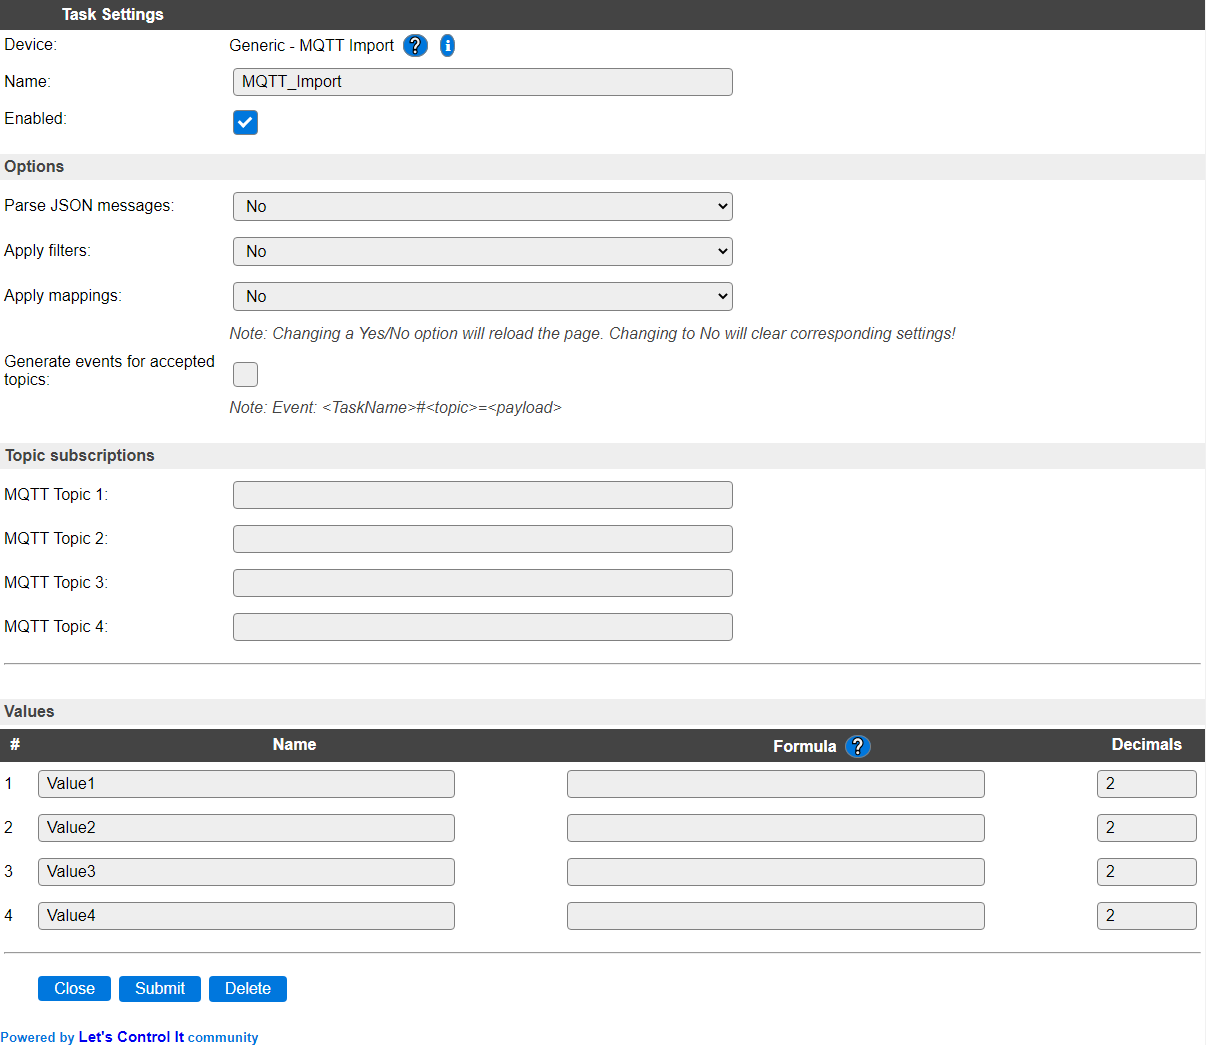 Task Settings
Device: Generic - MQTT Import ? i
Name: MQTT_Import
Enabled:
Options
Parse JSON messages: No
Apply filters: No
Apply mappings: No
Note: Changing a Yes/No option will reload the page. Changing to No will clear corresponding settings!
Generate events for accepted
topics:
Note: Event: <TaskName>#<topic>=<payload>
Topic subscriptions
MQTT Topic 1:
MQTT Topic 2:
MQTT Topic 3:
MQTT Topic 4:
Values
# Name Formula ? Decimals
1 Value1 2
2 Value2 2
3 Value3 2
4 Value4 2
Close Submit Delete
Powered by Let's Control It community